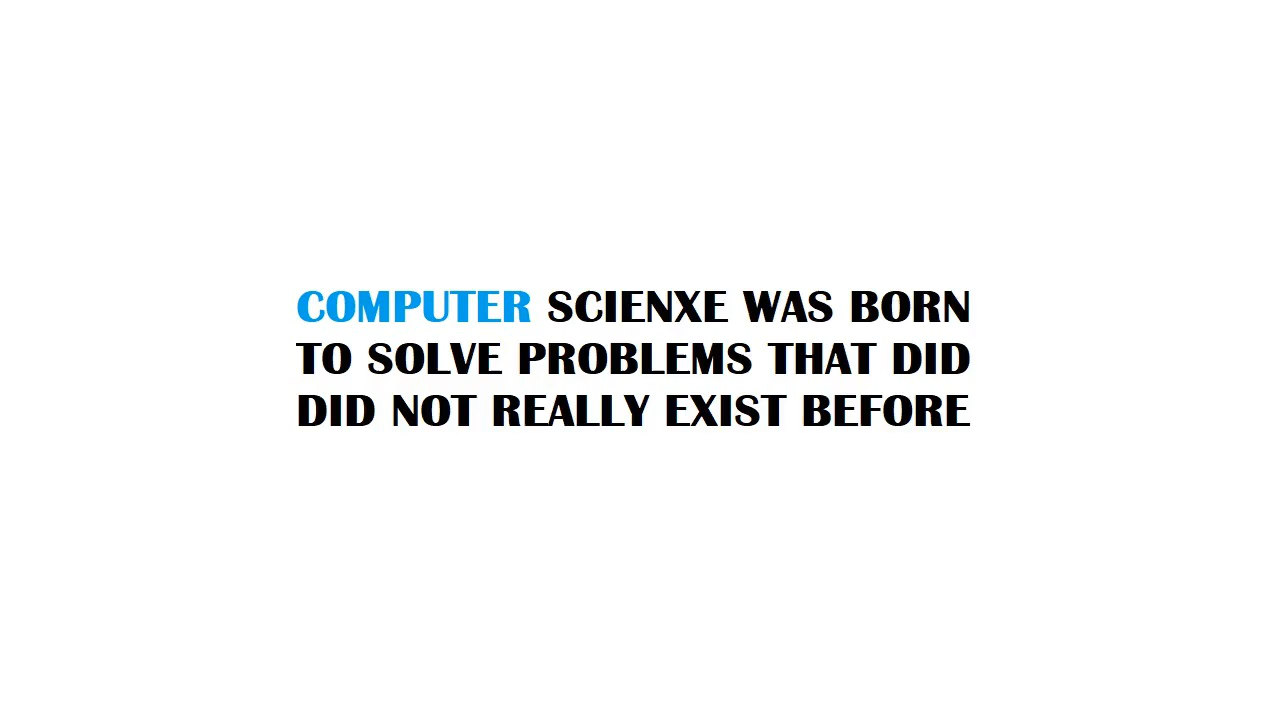 COMPUTER SCIENXE WAS BORN
TO SOLVE PROBLEMS THAT DID
DID NOT REALLY EXIST BEFORE